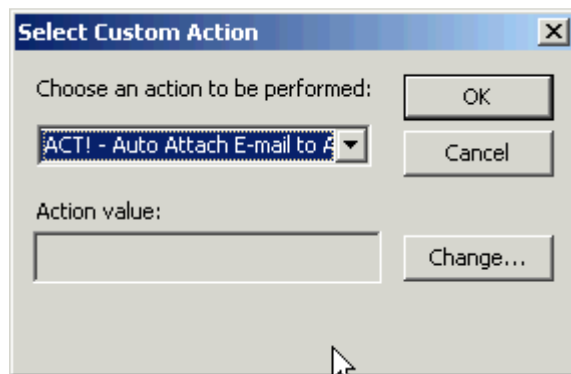 Select Custom Action
Choose an action to be performed:
OK
ACT! - Auto Attach E-mail to A
Cancel
Action value:
Change...